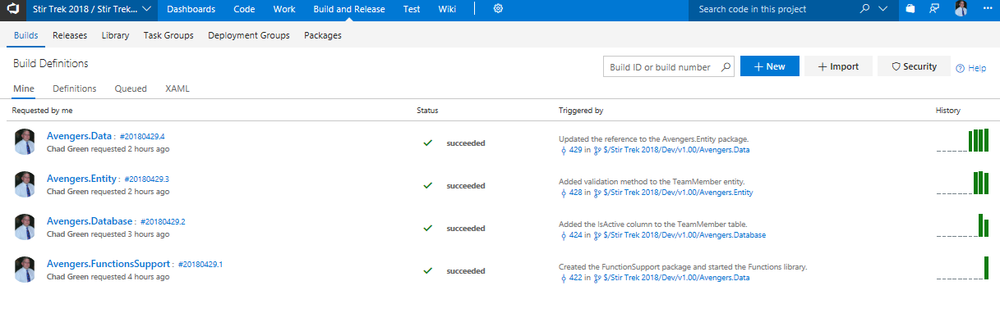 Stir Trek 2018 / Stir Trek... Dashboards Code Work Build and Release Test Wiki Search code in this project
Builds Releases Library Task Groups Deployment Groups Packages
Build Definitions Build ID or build number + New + Import Security Help
Mine Definitions Queued XAML
Requested by me Status Triggered by History
Avengers.Data : #20180429.4 succeeded Updated the reference to the Avengers.Entity package.
Chad Green requested 2 hours ago 429 in $/Stir Trek 2018/Dev/v1.00/Avengers.Data
Avengers.Entity : #20180429.3 succeeded Added validation method to the TeamMember entity.
Chad Green requested 2 hours ago 428 in $/Stir Trek 2018/Dev/v1.00/Avengers.Entity
Avengers.Database : #20180429.2 succeeded Added the IsActive column to the TeamMember table.
Chad Green requested 3 hours ago 424 in $/Stir Trek 2018/Dev/v1.00/Avengers.Database
Avengers.FunctionsSupport : #20180429.1 succeeded Created the FunctionSupport package and started the Functions library.
Chad Green requested 4 hours ago 422 in $/Stir Trek 2018/Dev/v1.00/Avengers.Data